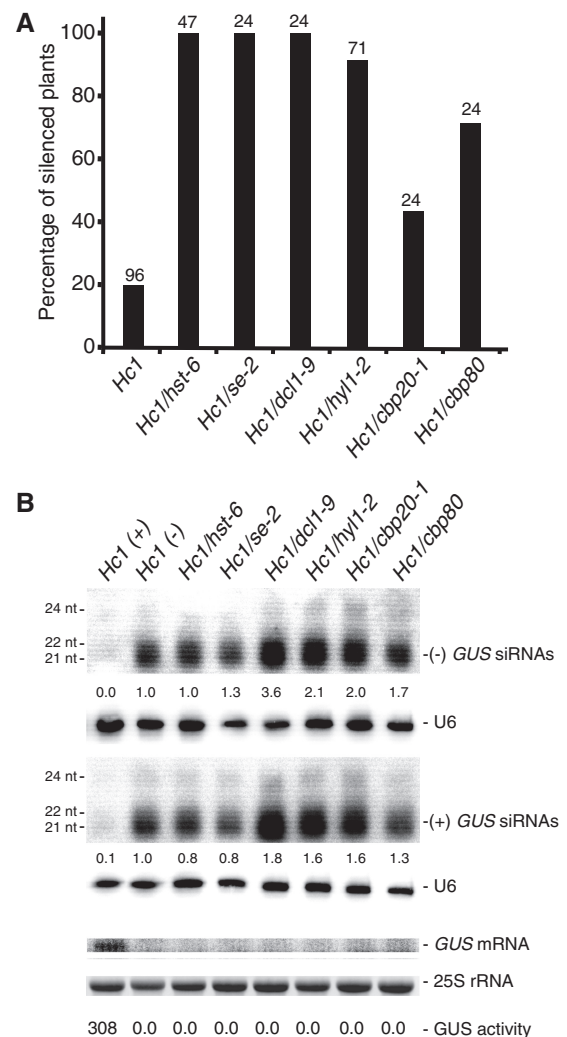 A
Percentage of silenced plants
100
80
60
40
20
0
96
47
24
24
71
24
24
Hc1
Hc1/hst-6
Hc1/se-2
Hc1/dcl1-9
Hc1/hyl1-2
Hc1/cbp20-1
Hc1/cbp80
B
Hc1 (+)
Hc1 (-)
Hc1/hst-6
Hc1/se-2
Hc1/dcl1-9
Hc1/hyl1-2
Hc1/cbp20-1
Hc1/cbp80
24 nt-
22 nt-
21 nt-
-(-) GUS siRNAs
0.0 1.0 1.0 1.3 3.6 2.1 2.0 1.7
- U6
24 nt-
22 nt-
21 nt-
-(+) GUS siRNAs
0.1 1.0 0.8 0.8 1.8 1.6 1.6 1.3
- U6
- GUS mRNA
- 25S rRNA
308 0.0 0.0 0.0 0.0 0.0 0.0 0.0 - GUS activity